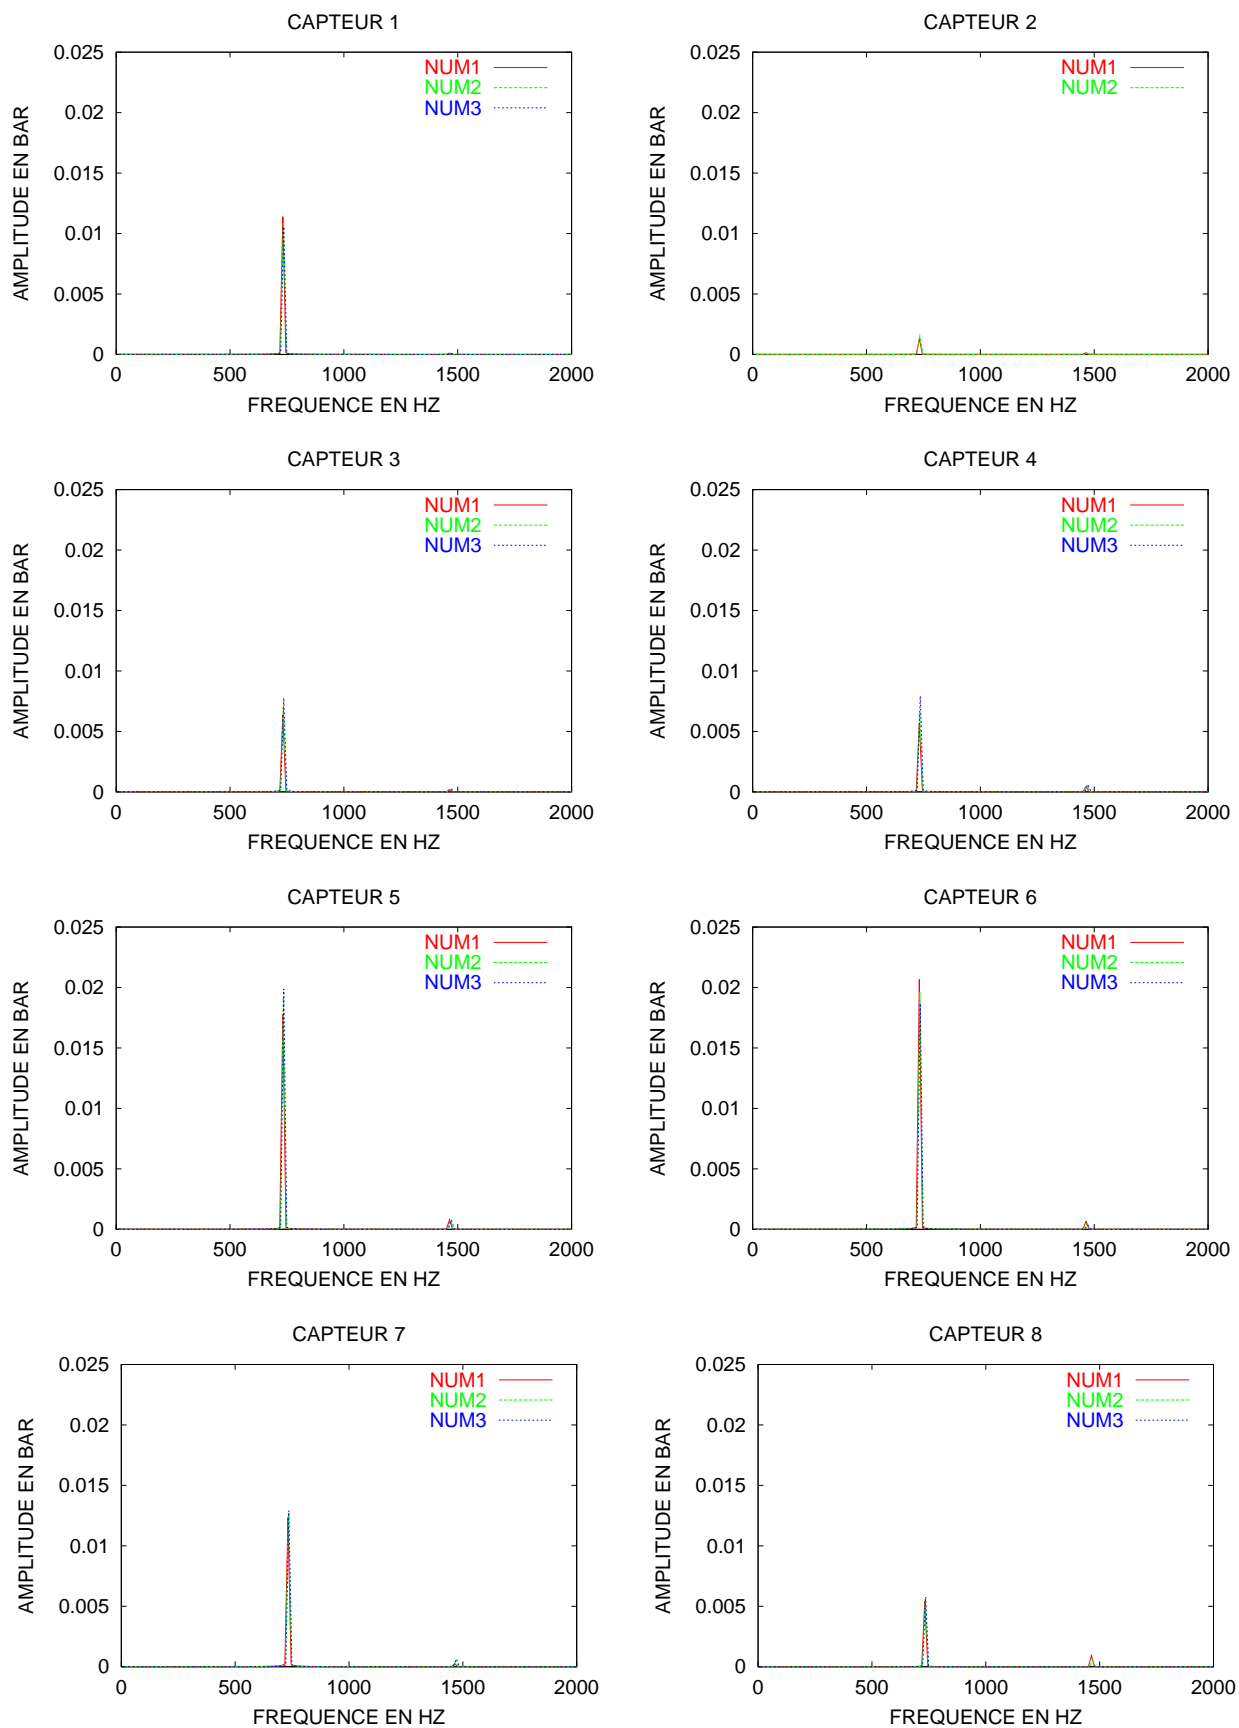 CAPTEUR 1
AMPLITUDE EN BAR
0.025
0.02
0.015
0.01
0.005
0
NUM1
NUM2
NUM3
0 500 1000 1500 2000
FREQUENCE EN HZ
CAPTEUR 2
AMPLITUDE EN BAR
0.025
0.02
0.015
0.01
0.005
0
NUM1
NUM2
0 500 1000 1500 2000
FREQUENCE EN HZ
CAPTEUR 3
AMPLITUDE EN BAR
0.025
0.02
0.015
0.01
0.005
0
NUM1
NUM2
NUM3
0 500 1000 1500 2000
FREQUENCE EN HZ
CAPTEUR 4
AMPLITUDE EN BAR
0.025
0.02
0.015
0.01
0.005
0
NUM1
NUM2
NUM3
0 500 1000 1500 2000
FREQUENCE EN HZ
CAPTEUR 5
AMPLITUDE EN BAR
0.025
0.02
0.015
0.01
0.005
0
NUM1
NUM2
NUM3
0 500 1000 1500 2000
FREQUENCE EN HZ
CAPTEUR 6
AMPLITUDE EN BAR
0.025
0.02
0.015
0.01
0.005
0
NUM1
NUM2
NUM3
0 500 1000 1500 2000
FREQUENCE EN HZ
CAPTEUR 7
AMPLITUDE EN BAR
0.025
0.02
0.015
0.01
0.005
0
NUM1
NUM2
NUM3
0 500 1000 1500 2000
FREQUENCE EN HZ
CAPTEUR 8
AMPLITUDE EN BAR
0.025
0.02
0.015
0.01
0.005
0
NUM1
NUM2
NUM3
0 500 1000 1500 2000
FREQUENCE EN HZ